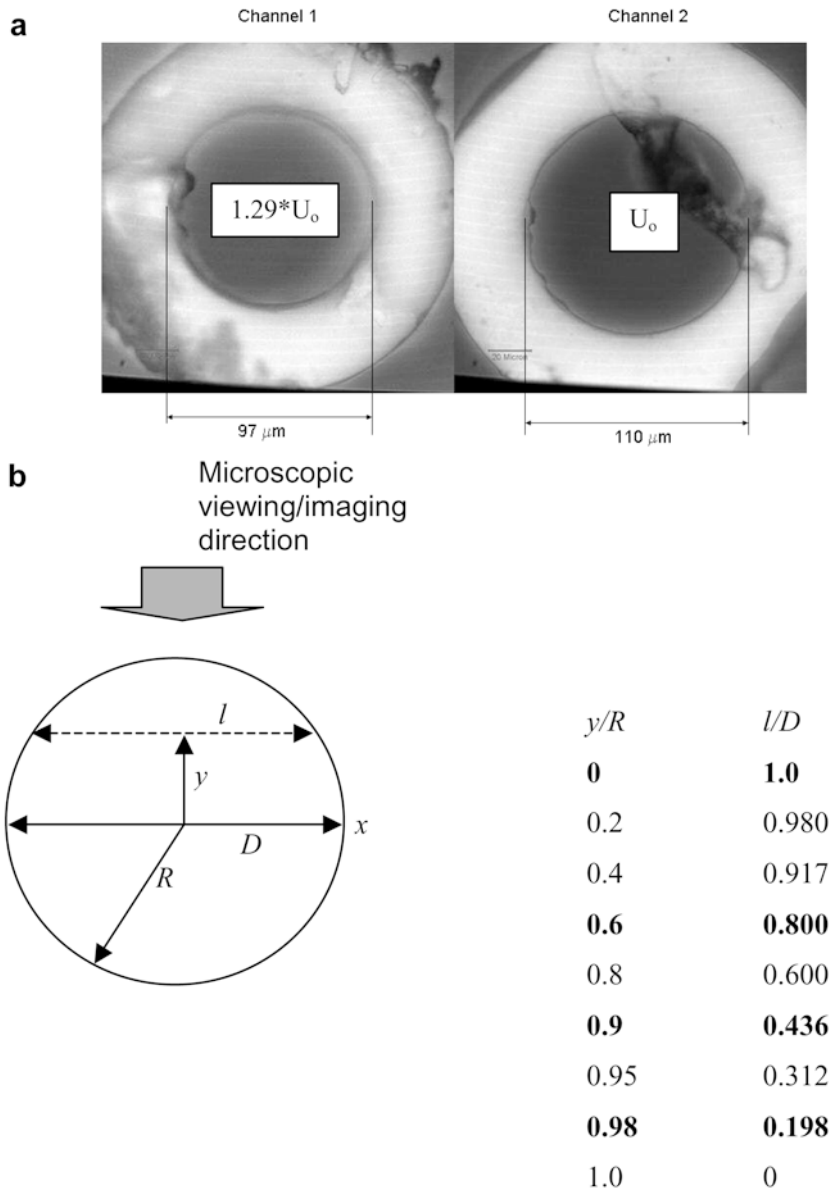 a
Channel 1
Channel 2
1.29*Uₒ
Uₒ
20 Micron
97 μm
110 μm
b
Microscopic
viewing/imaging
direction
l
y
x
D
R
y/R l/D
0 1.0
0.2 0.980
0.4 0.917
0.6 0.800
0.8 0.600
0.9 0.436
0.95 0.312
0.98 0.198
1.0 0